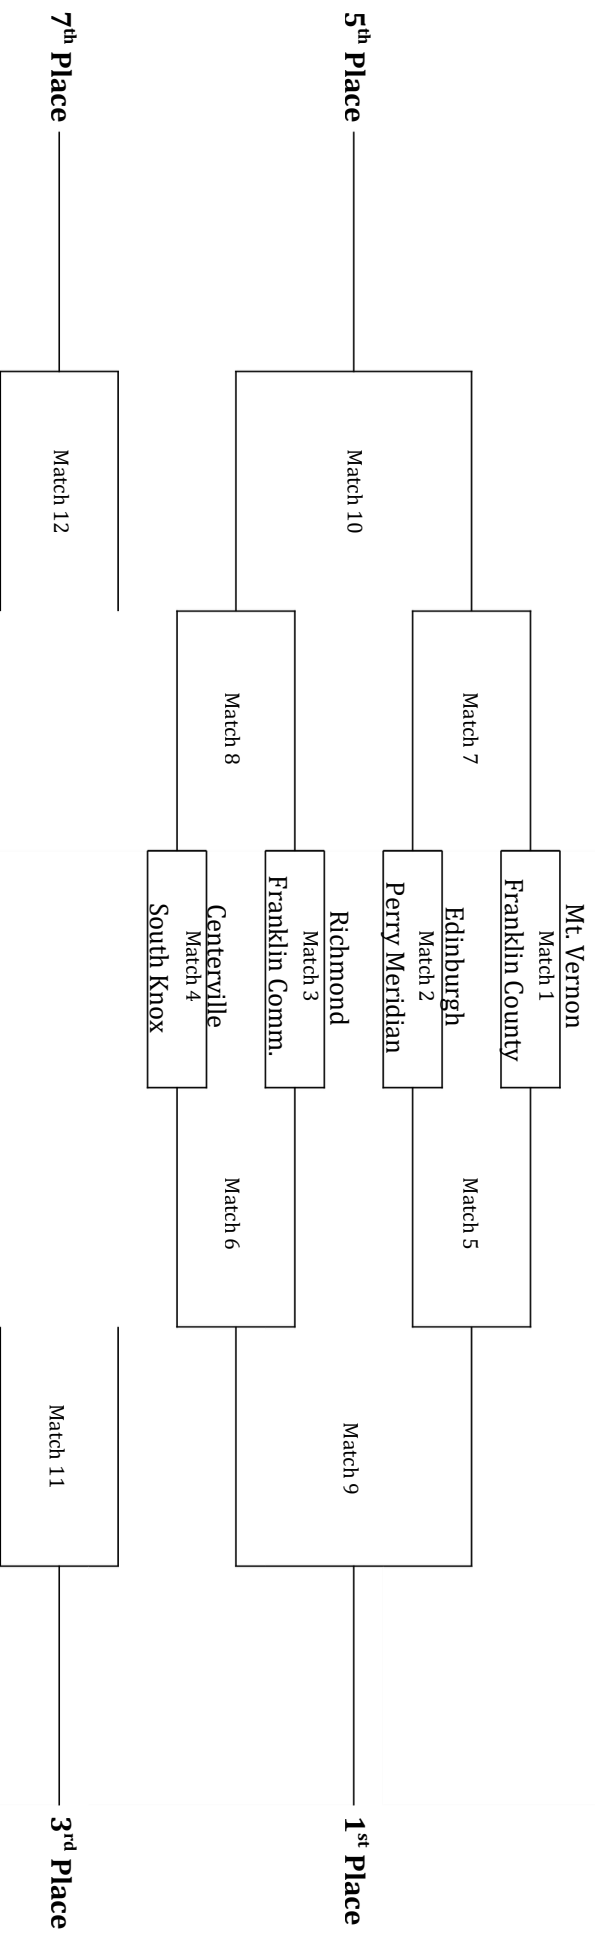 Mt. Vernon
Match 1
Franklin County
Edinburgh
Match 2
Perry Meridian
Match 7
Match 5
5th Place
Match 10
Match 9
1st Place
Richmond
Match 3
Franklin Comm.
Match 8
Match 6
Centerville
Match 4
South Knox
7th Place
Match 12
Match 11
3rd Place